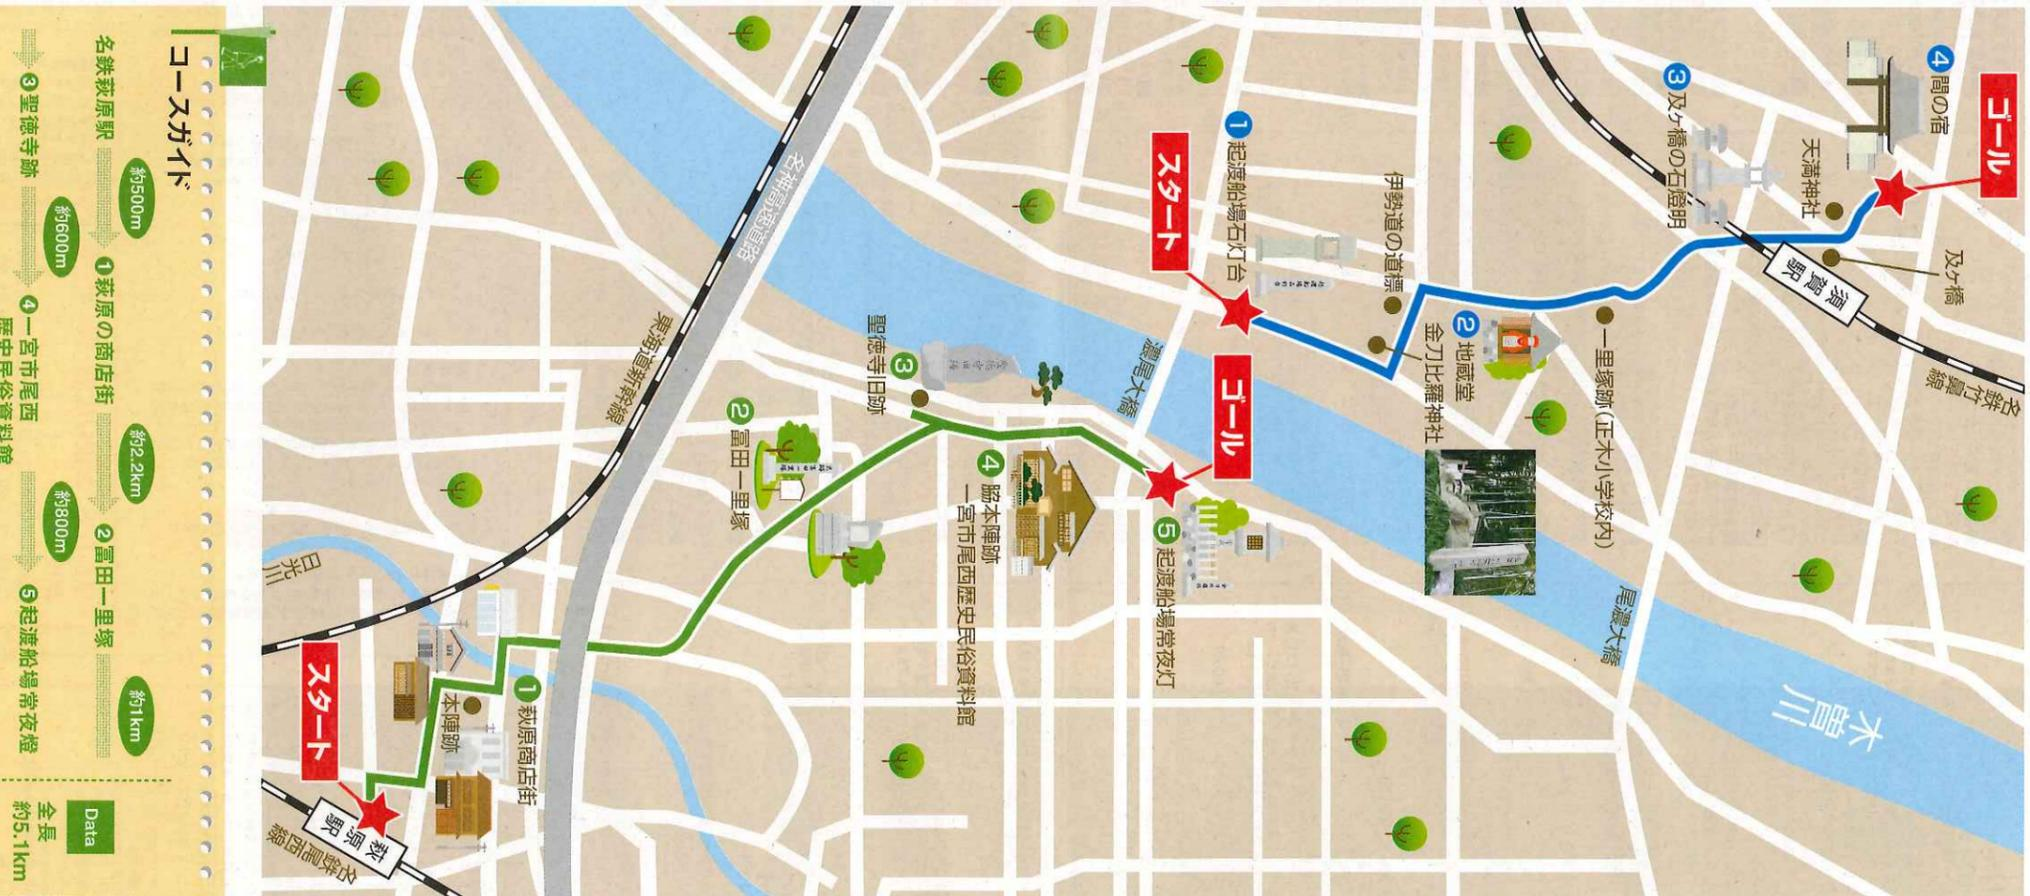 コースガイド
名鉄萩原駅
約500m
❶萩原の商店街
約2.2km
❷冨田一里塚
約1km
❸聖徳寺跡
約600m
❹一宮市尾西
歴史民俗資料館
約800m
❺起渡船場常夜燈
Data
全長
約5.1km
ゴール
❹間の宿
天満神社
及ケ橋
❸及ケ橋の石燈明
須賀駅
名鉄竹鼻線
一里塚跡(正木小学校内)
❷地蔵堂
金刀比羅神社
伊勢道の道標
❶起渡船場石灯台
スタート
木曽川
尾濃大橋
濃尾大橋
ゴール
❺起渡船場常夜灯
❹脇本陣跡
一宮市尾西歴史民俗資料館
❸
聖徳寺旧跡
❷冨田一里塚
名神高速道路
東海道新幹線
日光川
❶萩原商店街
本陣跡
スタート
萩原駅
名鉄尾西線